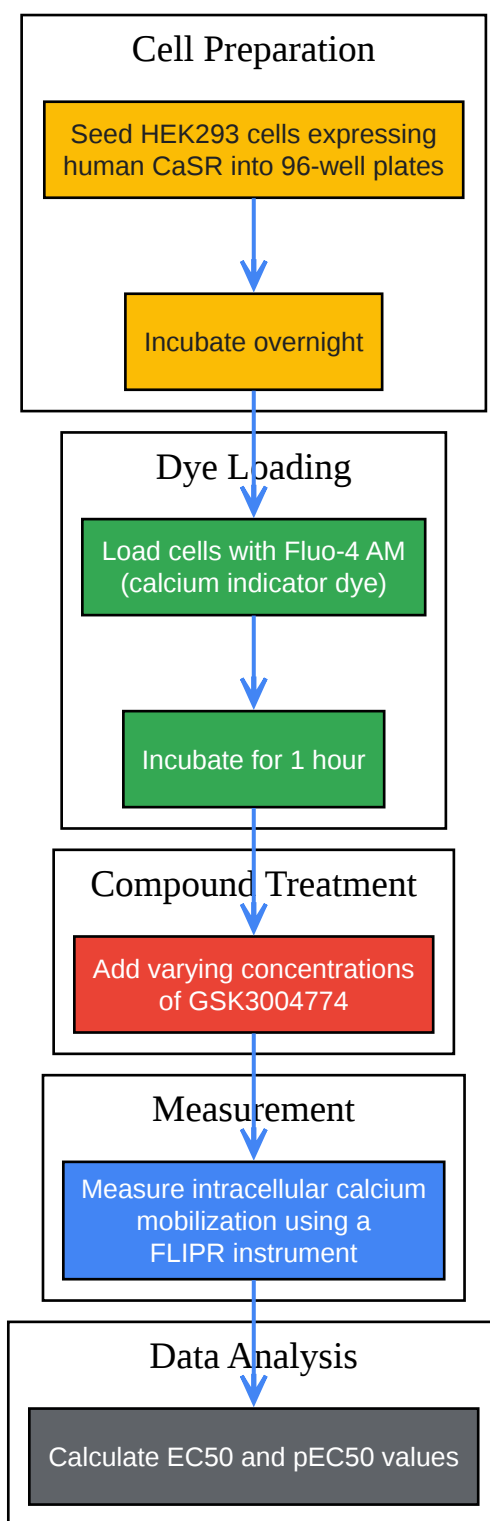 Cell Preparation
Seed HEK293 cells expressing
human CaSR into 96-well plates
Incubate overnight
Dye Loading
Load cells with Fluo-4 AM
(calcium indicator dye)
Incubate for 1 hour
Compound Treatment
Add varying concentrations
of GSK3004774
Measurement
Measure intracellular calcium
mobilization using a
FLIPR instrument
Data Analysis
Calculate EC50 and pEC50 values